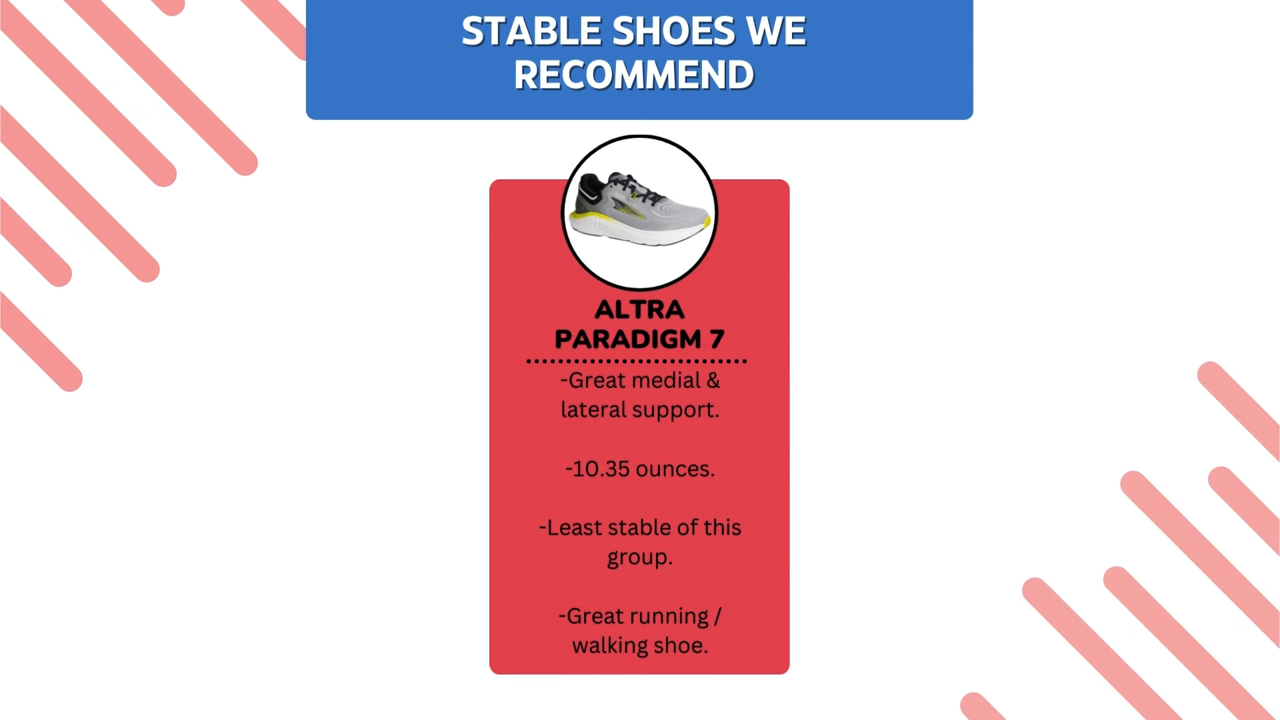 STABLE SHOES WE
RECOMMEND
ALTRA
PARADIGM 7
-Great medial &
lateral support.
-10.35 ounces.
-Least stable of this
group.
-Great running /
walking shoe.